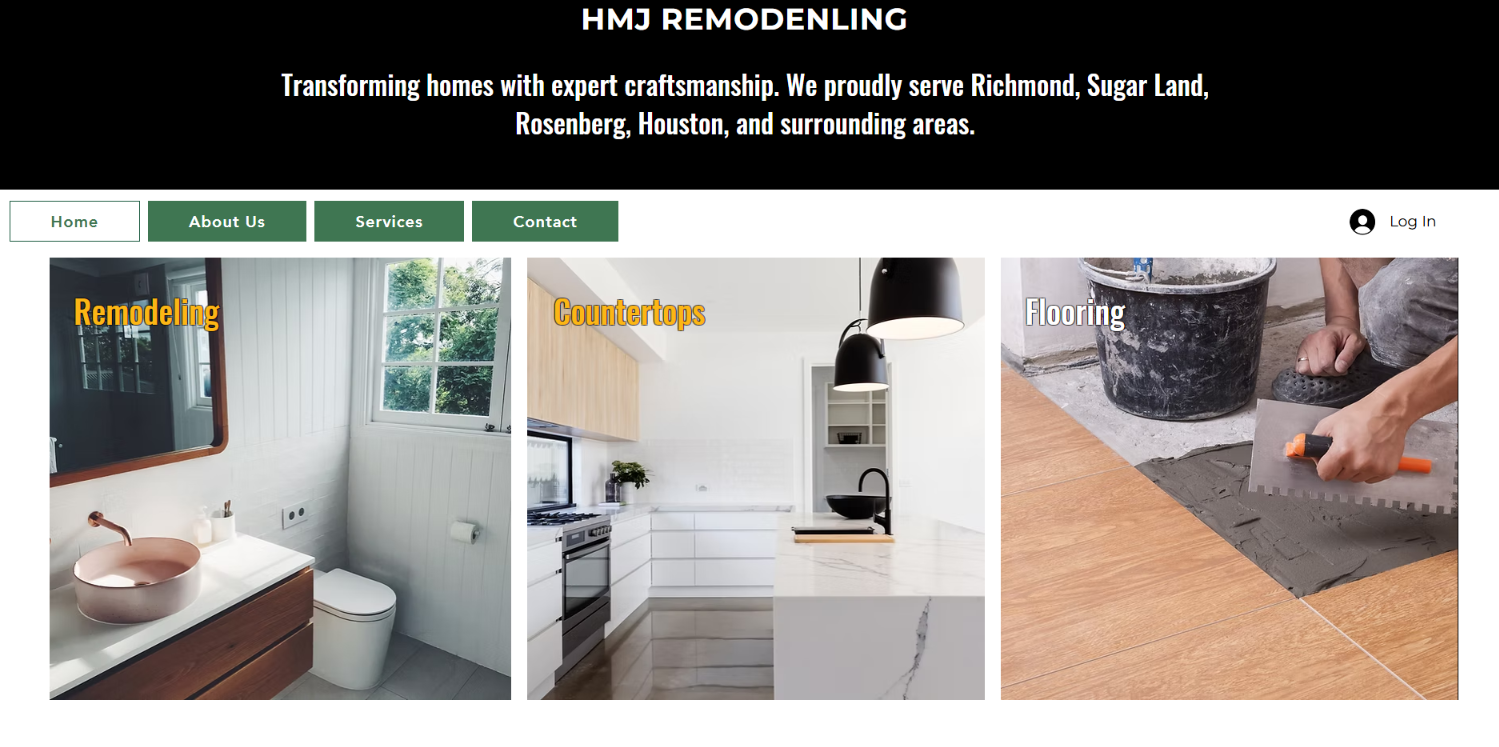 HMJ REMODENLING
Transforming homes with expert craftsmanship. We proudly serve Richmond, Sugar Land,
Rosenberg, Houston, and surrounding areas.
Home
About Us
Services
Contact
Log In
Remodeling
Countertops
Flooring